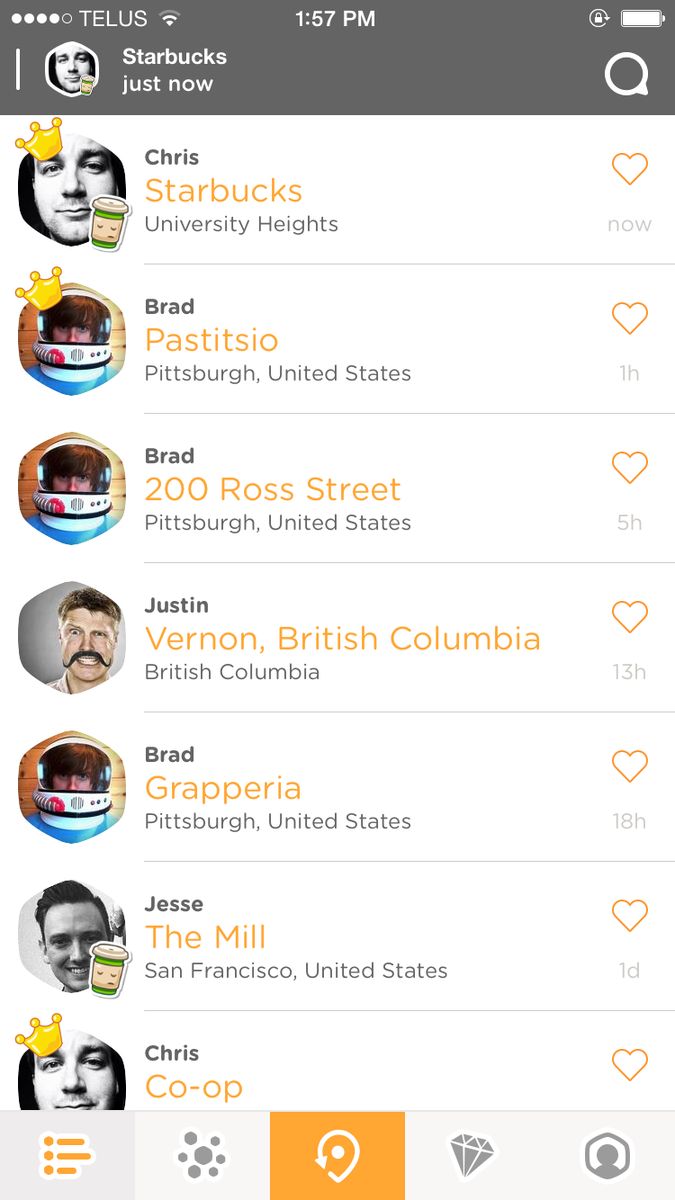 TELUS 1:57 PM
Starbucks
just now
Chris
Starbucks
University Heights
now
Brad
Pastitsio
Pittsburgh, United States
1h
Brad
200 Ross Street
Pittsburgh, United States
5h
Justin
Vernon, British Columbia
British Columbia
13h
Brad
Grapperia
Pittsburgh, United States
18h
Jesse
The Mill
San Francisco, United States
1d
Chris
Co-op